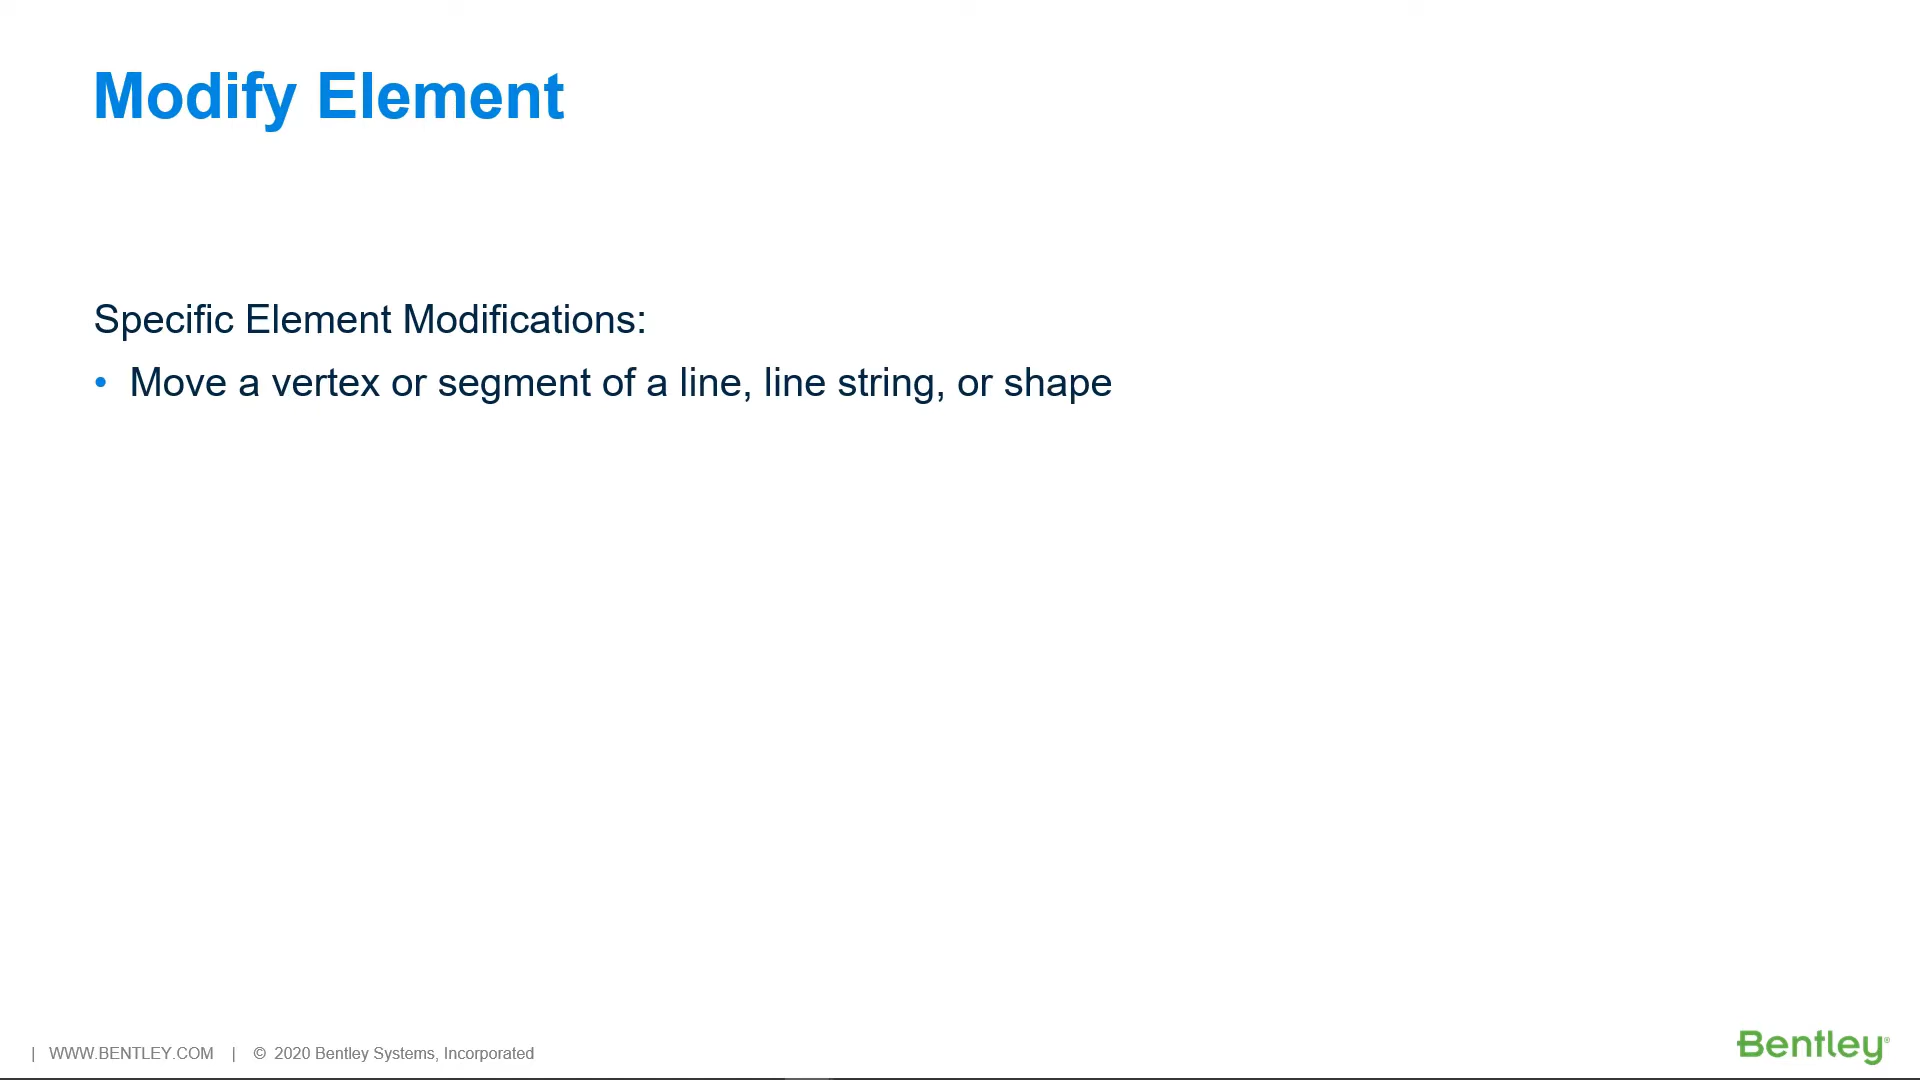 Modify Element
Specific Element Modifications:
• Move a vertex or segment of a line, line string, or shape
| WWW.BENTLEY.COM | © 2020 Bentley Systems, Incorporated
Bentley®